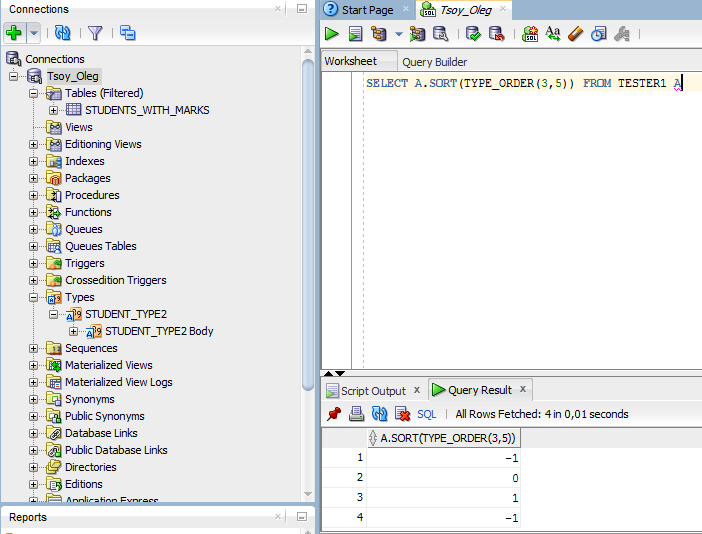 Connections
Connections
Tsoy_Oleg
Tables (Filtered)
STUDENTS_WITH_MARKS
Views
Editioning Views
Indexes
Packages
Procedures
Functions
Queues
Queues Tables
Triggers
Crossedition Triggers
Types
STUDENT_TYPE2
STUDENT_TYPE2 Body
Sequences
Materialized Views
Materialized View Logs
Synonyms
Public Synonyms
Database Links
Public Database Links
Directories
Editions
Application Express
Reports
Start Page
Tsoy_Oleg
Worksheet Query Builder
SELECT A.SORT(TYPE_ORDER(3,5)) FROM TESTER1 A
Script Output Query Result
SQL All Rows Fetched: 4 in 0,01 seconds
A.SORT(TYPE_ORDER(3,5))
1 -1
2 0
3 1
4 -1